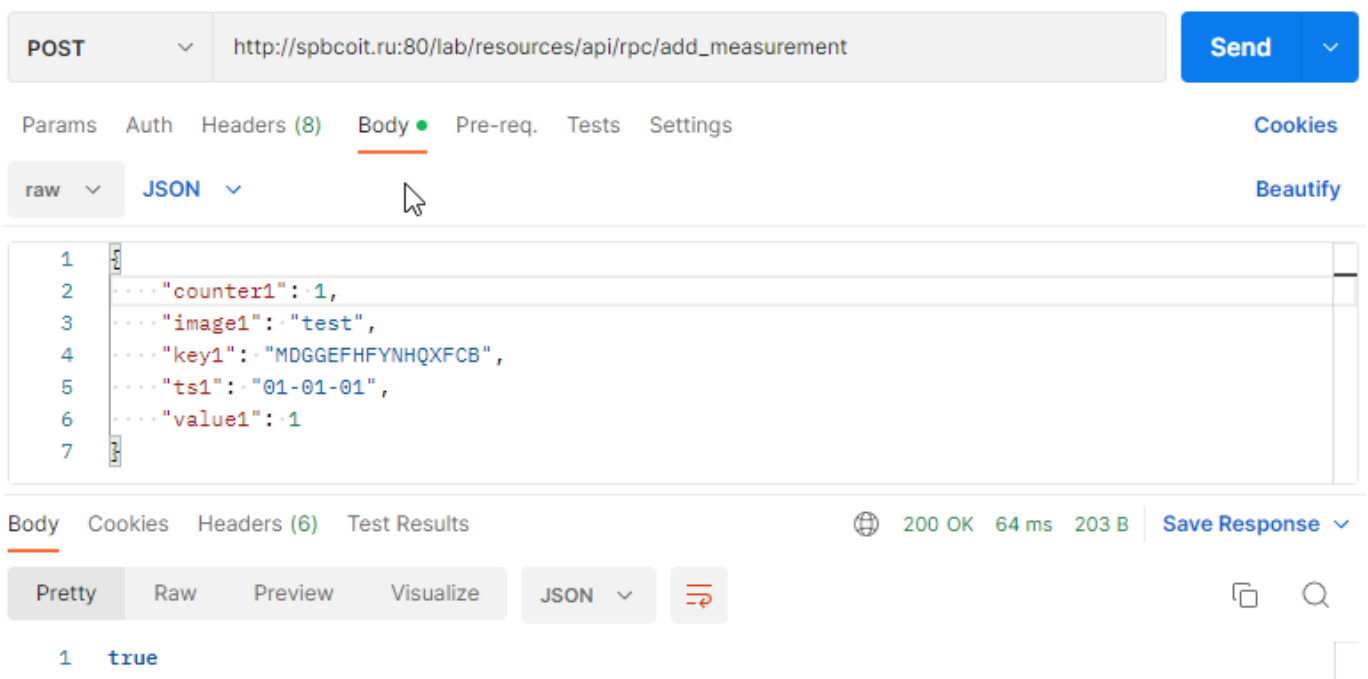 POST http://spbcoit.ru:80/lab/resources/api/rpc/add_measurement Send
Params Auth Headers (8) Body Pre-req. Tests Settings Cookies
raw JSON Beautify
1 {
2 "counter1": 1,
3 "image1": "test",
4 "key1": "MDGGEFHFYNHQXFCB",
5 "ts1": "01-01-01",
6 "value1": 1
7 }
Body Cookies Headers (6) Test Results 200 OK 64 ms 203 B Save Response
Pretty Raw Preview Visualize JSON
1 true